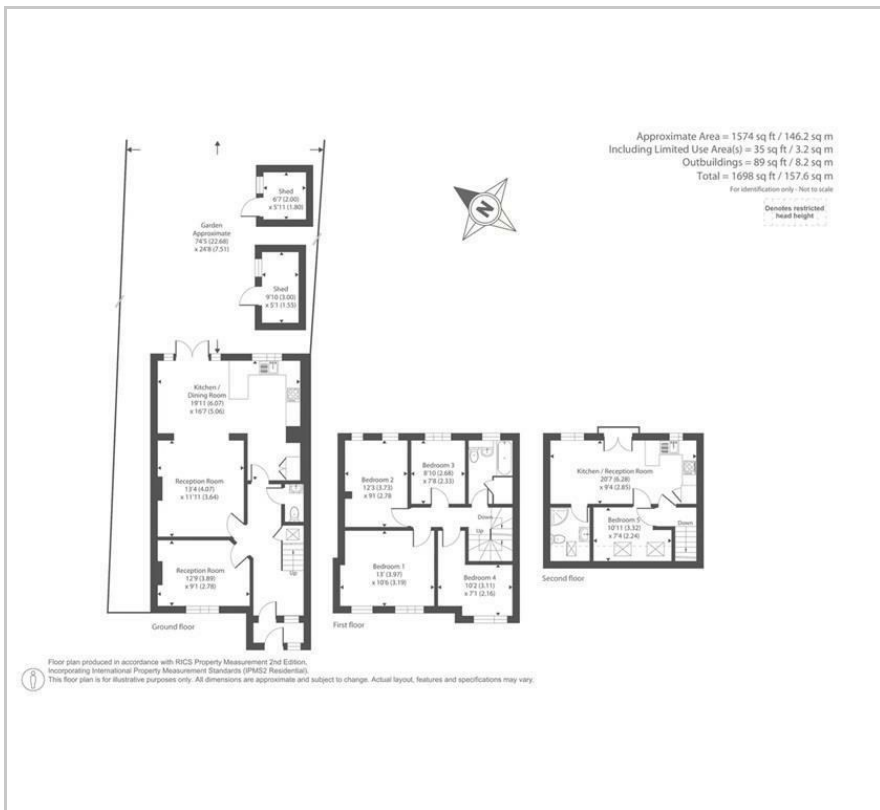 Approximate Area = 1574 sq ft / 146.2 sq m
Including Limited Use Area(s) = 35 sq ft / 3.2 sq m
Outbuildings = 89 sq ft / 8.2 sq m
Total = 1698 sq ft / 157.6 sq m
For identification only - Not to scale
Denotes restricted
head height
N
Shed
6'7 (2.00)
x 5'11 (1.80)
Garden
Approximate
74'5 (22.68)
x 24'8 (7.51)
Shed
9'10 (3.00)
x 5'1 (1.55)
Kitchen /
Dining Room
19'11 (6.07)
x 16'7 (5.06)
Reception Room
13'4 (4.07)
x 11'11 (3.64)
Reception Room
12'9 (3.89)
x 9'1 (2.78)
Up
Ground floor
Bedroom 2
12'3 (3.73)
x 91 (2.78
Bedroom 3
8'10 (2.68)
x 7'8 (2.33)
Down
Up
Bedroom 1
13' (3.97)
x 10'6 (3.19)
Bedroom 4
10'2 (3.11)
x 7'1 (2.16)
First floor
Kitchen / Reception Room
20'7 (6.28)
x 9'4 (2.85)
Bedroom 5
10'11 (3.32)
x 7'4 (2.24)
Down
Second floor
Floor plan produced in accordance with RICS Property Measurement 2nd Edition,
Incorporating International Property Measurement Standards (IPMS2 Residential).
This floor plan is for illustrative purposes only. All dimensions are approximate and subject to change. Actual layout, features and specifications may vary.